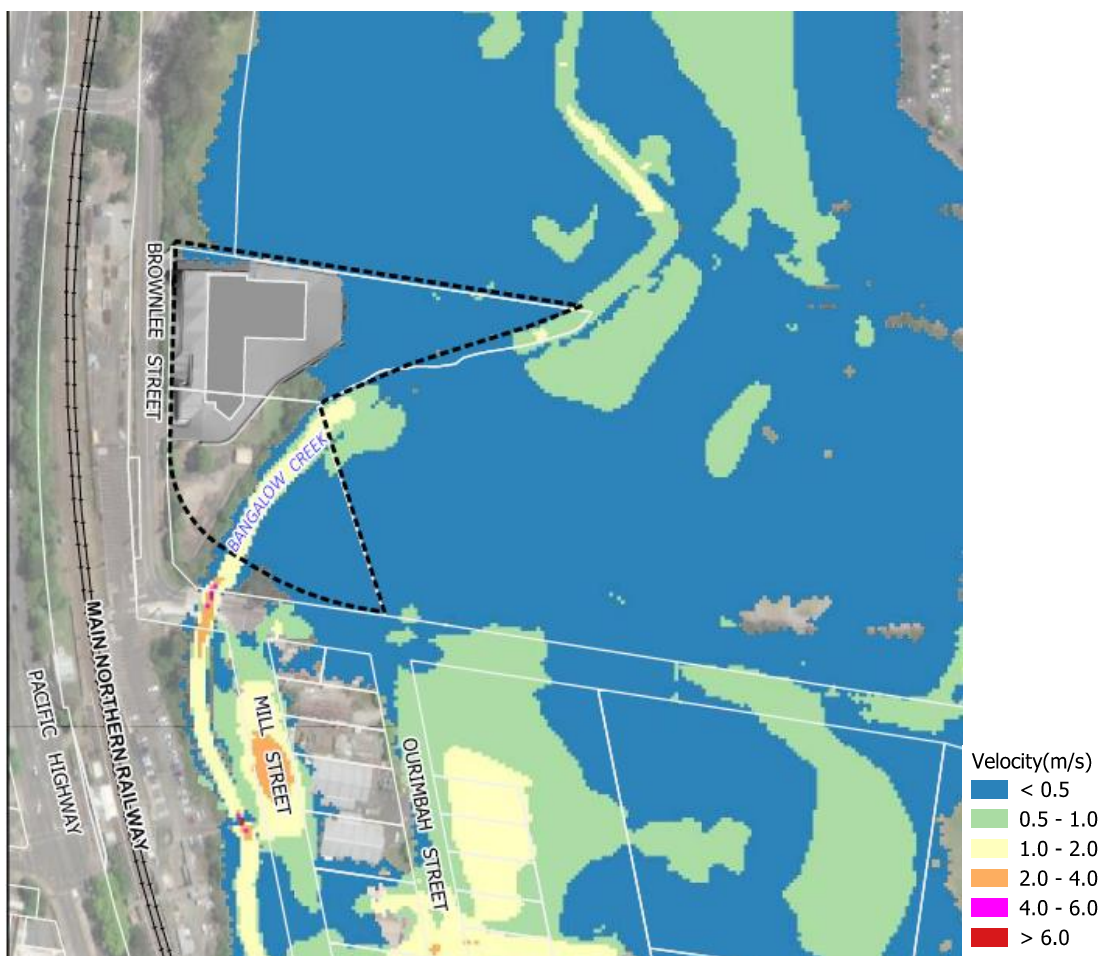 BROWNLEE STREET
BANGALOW CREEK
MAIN NORTHERN RAILWAY
PACIFIC HIGHWAY
MILL STREET
OURIMBAH STREET
Velocity(m/s)
< 0.5
0.5 - 1.0
1.0 - 2.0
2.0 - 4.0
4.0 - 6.0
> 6.0